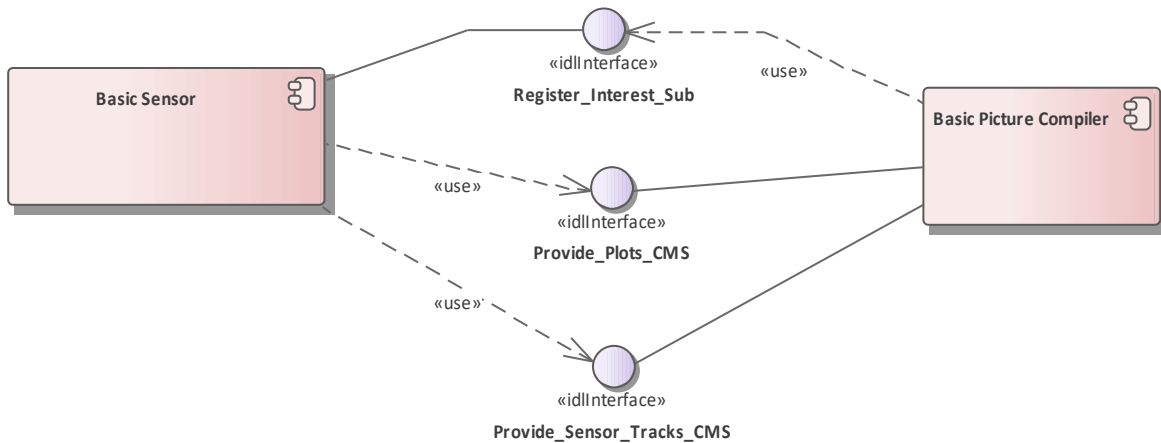 «idlInterface»
Register_Interest_Sub
«use»
Basic Sensor
Basic Picture Compiler
«use»
«idlInterface»
Provide_Plots_CMS
«use»
«idlInterface»
Provide_Sensor_Tracks_CMS